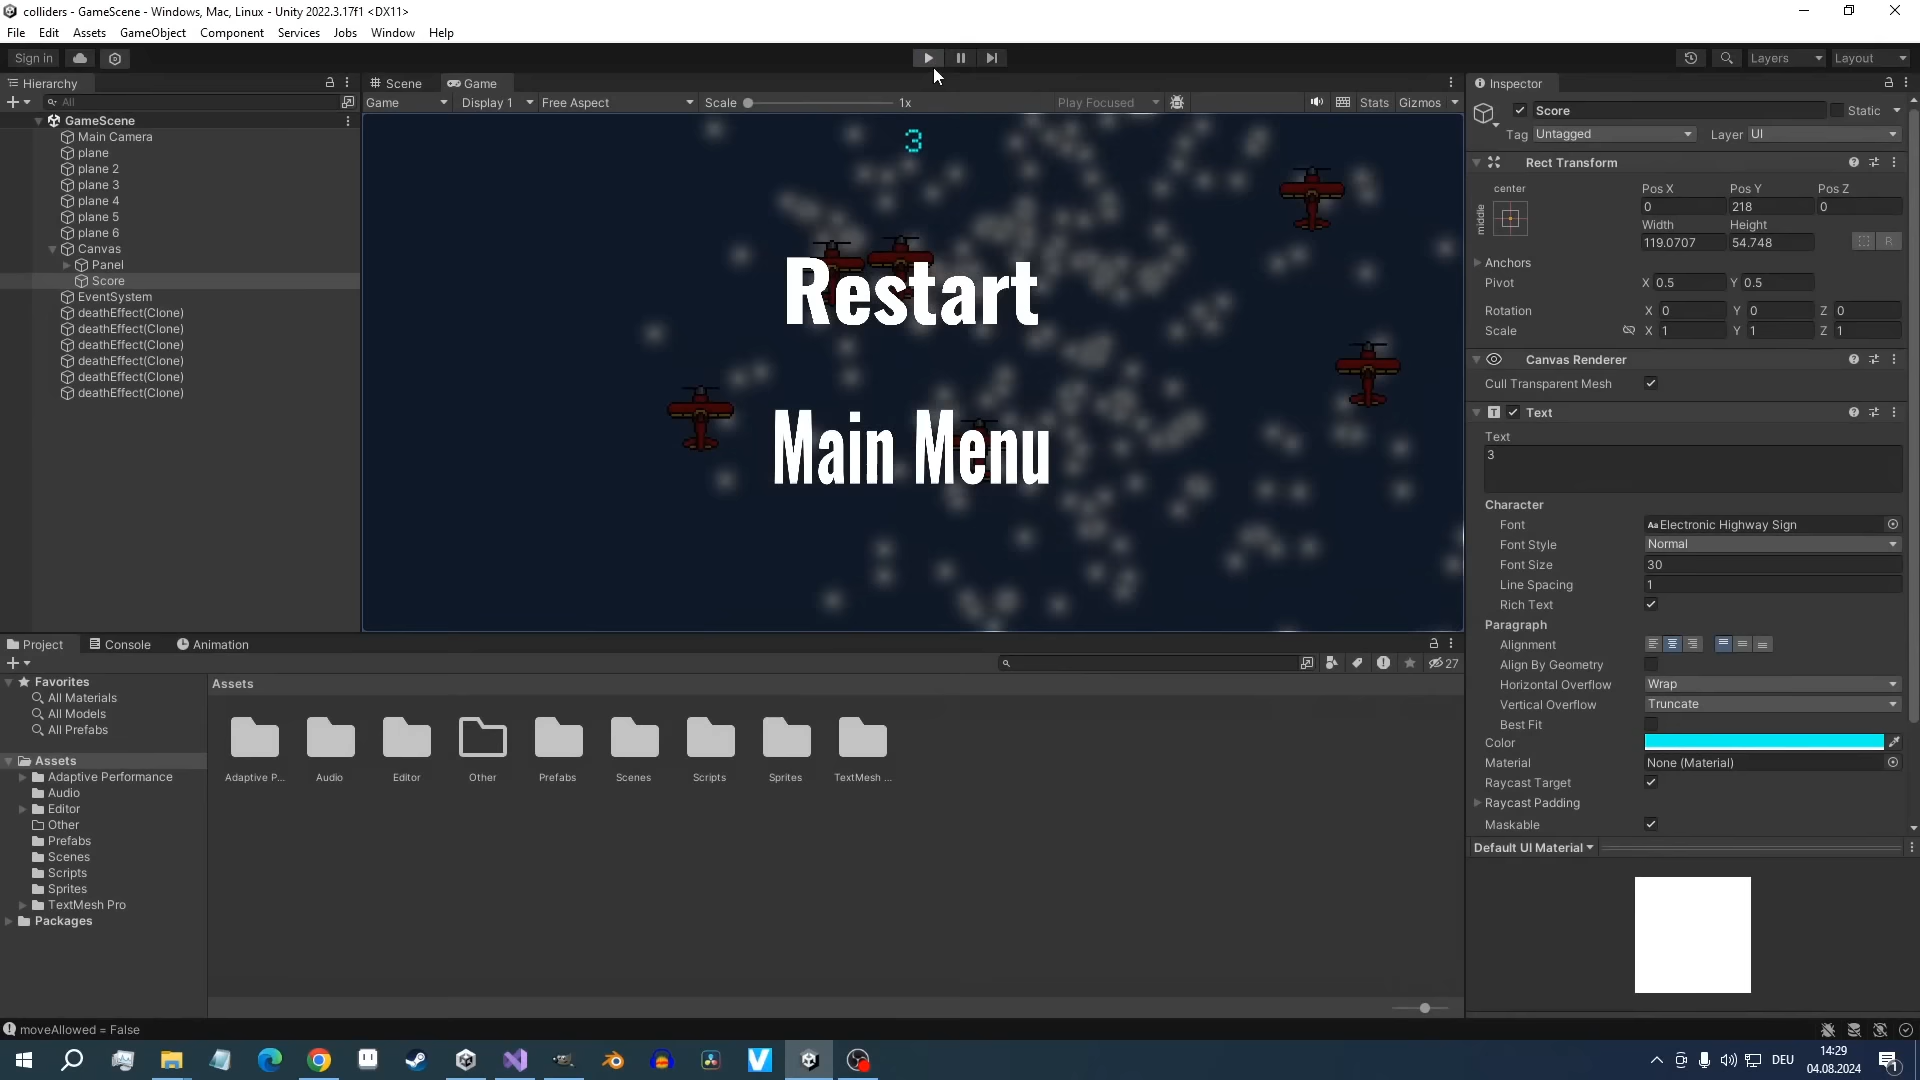 colliders - GameScene - Windows, Mac, Linux - Unity 2022.3.17f1 <DX11>
File Edit Assets GameObject Component Services Jobs Window Help
Sign in
Layers
Layout
Hierarchy
All
GameScene
Main Camera
plane
plane 2
plane 3
plane 4
plane 5
plane 6
Canvas
Panel
Score
EventSystem
deathEffect(Clone)
deathEffect(Clone)
deathEffect(Clone)
deathEffect(Clone)
deathEffect(Clone)
deathEffect(Clone)
Scene Game
Game Display 1 Free Aspect Scale 1x Play Focused Stats Gizmos
3
Restart
Main Menu
Inspector
Score Static
Tag Untagged Layer UI
Rect Transform
center
middle
Pos X Pos Y Pos Z
0 218 0
Width Height
119.0707 54.748
R
Anchors
Pivot X 0.5 Y 0.5
Rotation X 0 Y 0 Z 0
Scale X 1 Y 1 Z 1
Canvas Renderer
Cull Transparent Mesh
Text
Text
3
Character
Font Aa Electronic Highway Sign
Font Style Normal
Font Size 30
Line Spacing 1
Rich Text
Paragraph
Alignment
Align By Geometry
Horizontal Overflow Wrap
Vertical Overflow Truncate
Best Fit
Color
Material None (Material)
Raycast Target
Raycast Padding
Maskable
Default UI Material
Project Console Animation
27
Favorites
All Materials
All Models
All Prefabs
Assets
Adaptive Performance
Audio
Editor
Other
Prefabs
Scenes
Scripts
Sprites
TextMesh Pro
Packages
Assets
Adaptive P... Audio Editor Other Prefabs Scenes Scripts Sprites TextMesh ...
moveAllowed = False
DEU
14:29
04.08.2024
1